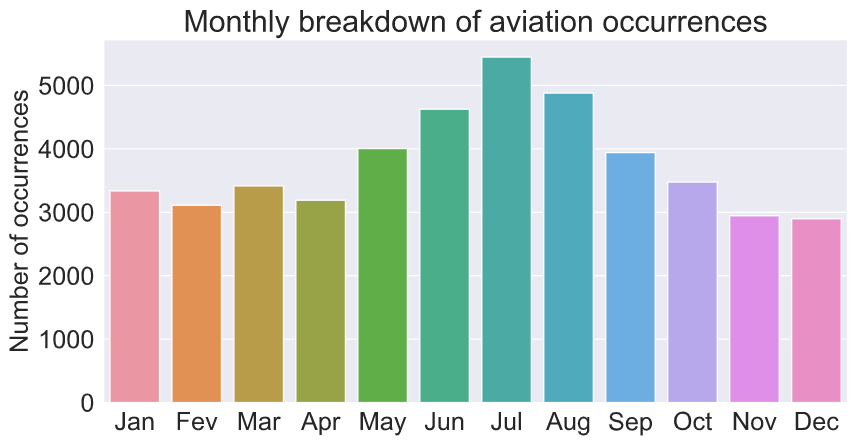 Monthly breakdown of aviation occurrences
Number of occurrences
5000
4000
3000
2000
1000
0
Jan Fev Mar Apr May Jun Jul Aug Sep Oct Nov Dec